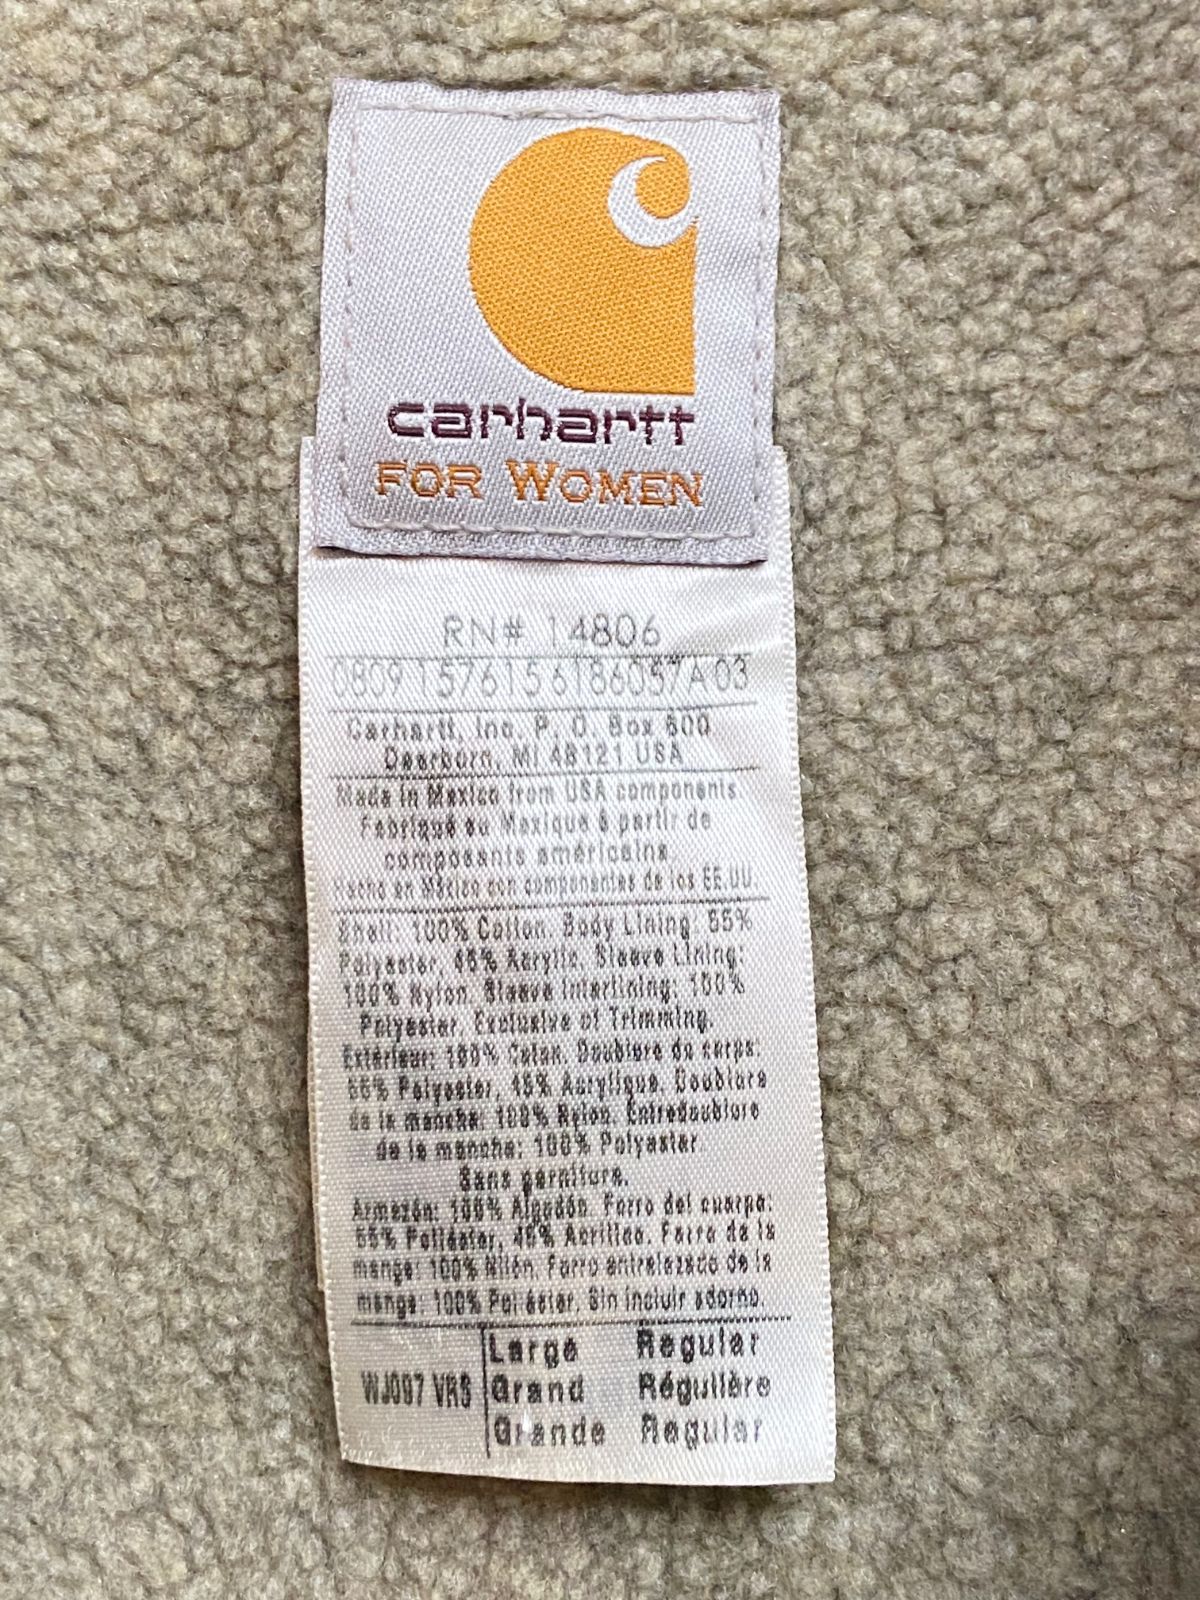 carhartt
FOR WOMEN
RN# 14806
0809 157615 6186057A 03
Carhartt, Inc. P. O. Box 600
Dearborn, MI 48121 USA
Made in Mexico from USA components.
Fabriqué au Mexique à partir de
composants américains.
Hecho en México con componentes de los EE.UU.
Shell: 100% Cotton. Body Lining: 55%
Polyester, 45% Acrylic. Sleeve Lining:
100% Nylon. Sleeve Interlining: 100%
Polyester. Exclusive of Trimming.
Extérieur: 100% Coton. Doublure du corps:
55% Polyester, 45% Acrylique. Doublure
de la manche: 100% Nylon. Entredoublure
de la manche: 100% Polyester.
Sans garniture.
Armazón: 100% Algodón. Forro del cuerpo:
55% Poliéster, 45% Acrílico. Forro de la
manga: 100% Nilón. Forro entrelazado de la
manga: 100% Poliéster. Sin incluir adorno.
WJ097 VRS
Large Regular
Grand Régulière
Grande Regular